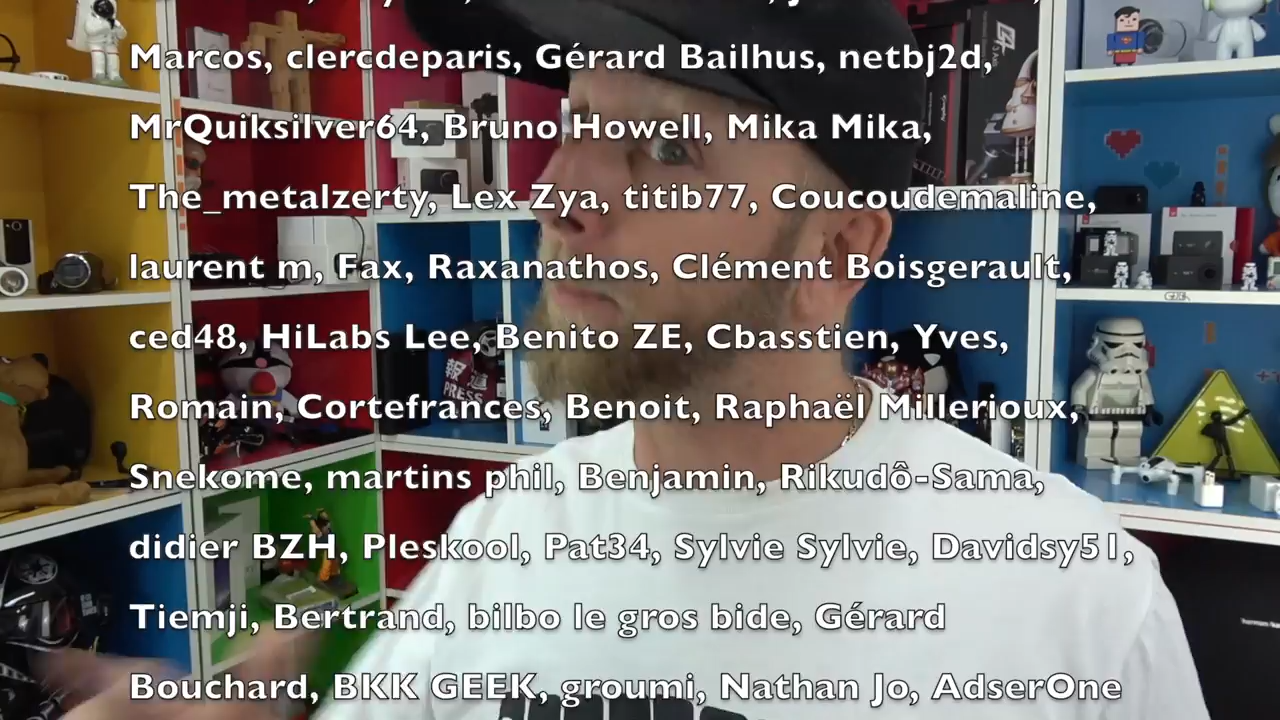 Marcos, clercdeparis, Gérard Bailhus, netbj2d,
MrQuiksilver64, Bruno Howell, Mika Mika,
The_metalzerty, Lex Zya, titib77, Coucoudemaline,
laurent m, Fax, Raxanathos, Clément Boisgerault,
ced48, HiLabs Lee, Benito ZE, Cbasstien, Yves,
報道
PRESS
Romain, Cortefrances, Benoit, Raphaël Millerioux,
Snekome, martins phil, Benjamin, Rikudô-Sama,
didier BZH, Pleskool, Pat34, Sylvie Sylvie, Davidsy51,
Tiemji, Bertrand, bilbo le gros bide, Gérard
Bouchard, BKK GEEK, groumi, Nathan Jo, AdserOne